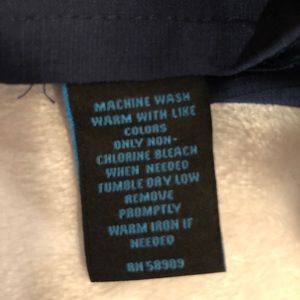 MACHINE WASH
WARM WITH LIKE
COLORS
ONLY NON-
CHLORINE BLEACH
WHEN NEEDED
TUMBLE DRY LOW
REMOVE
PROMPTLY
WARM IRON IF
NEEDED
RN 58909